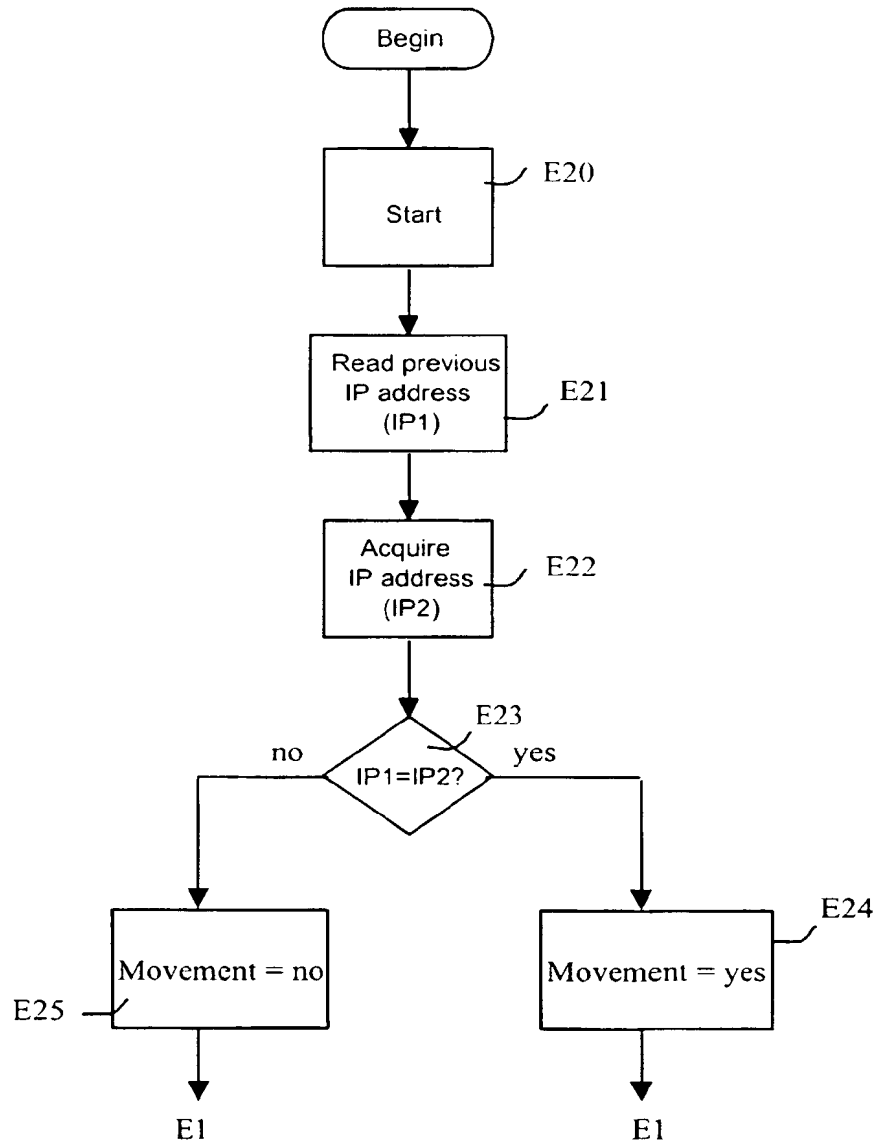 Begin
E20
Start
Read previous
IP address
(IP1)
E21
Acquire
IP address
(IP2)
E22
E23
no
yes
IP1=IP2?
E24
Movement = no
Movement = yes
E25
E1
E1